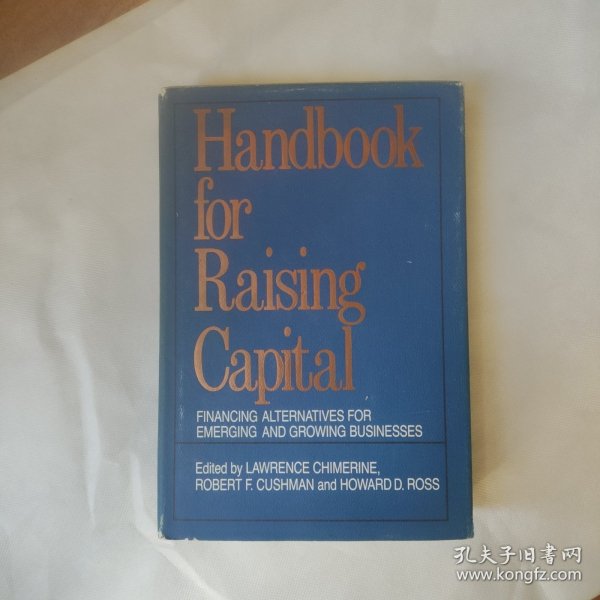 Handbook
for
Raising
Capital
FINANCING ALTERNATIVES FOR
EMERGING AND GROWING BUSINESSES
Edited by LAWRENCE CHIMERINE,
ROBERT F. CUSHMAN and HOWARD D. ROSS
孔夫子旧书网
www.kongfz.com